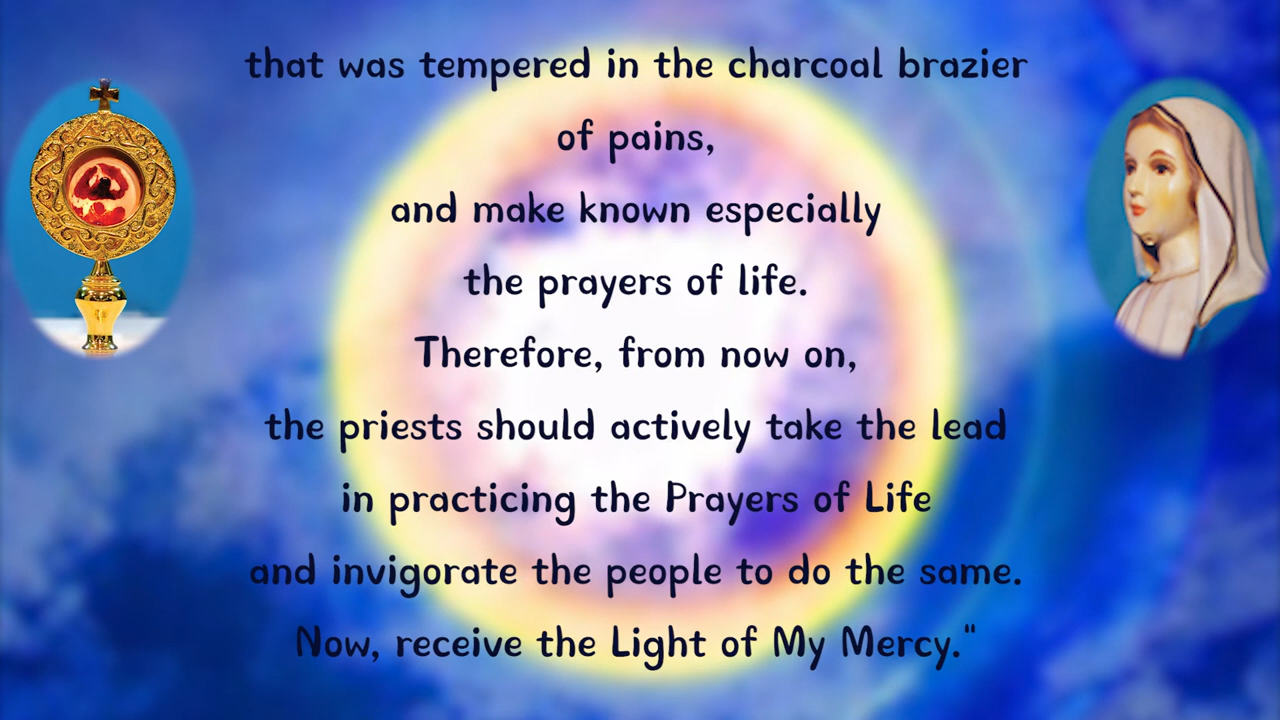 that was tempered in the charcoal brazier
of pains,
and make known especially
the prayers of life.
Therefore, from now on,
the priests should actively take the lead
in practicing the Prayers of Life
and invigorate the people to do the same.
Now, receive the Light of My Mercy."